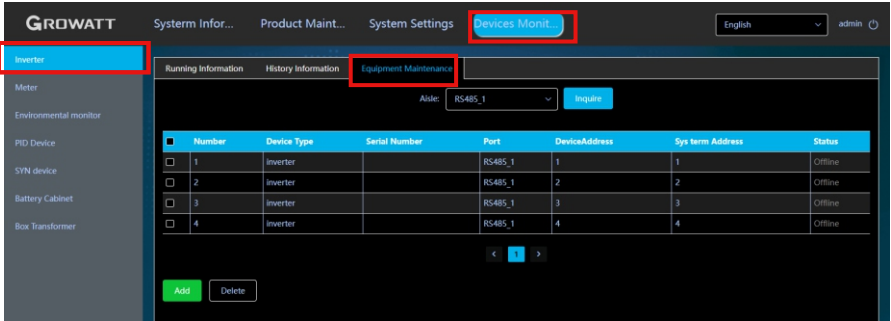 GROWATT Systerm Infor... Product Maint... System Settings Devices Monit... English admin
Inverter
Meter
Environmental monitor
PID Device
SYN device
Battery Cabinet
Box Transformer
Running Information History Information Equipment Maintenance
Aisle: RS485_1 Inquire
Number Device Type Serial Number Port DeviceAddress Sys term Address Status
1 inverter RS485_1 1 1 Offline
2 inverter RS485_1 2 2 Offline
3 inverter RS485_1 3 3 Offline
4 inverter RS485_1 4 4 Offline
< 1 >
Add Delete